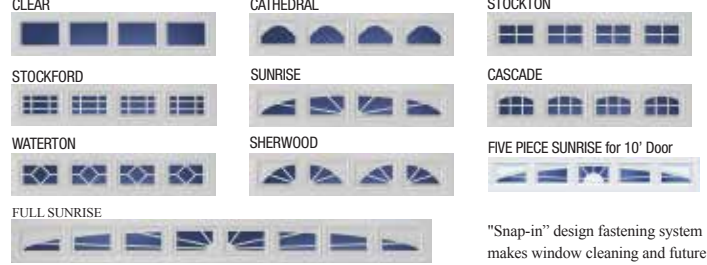 CLEAR
CATHEDRAL
STOCKTON
STOCKFORD
SUNRISE
CASCADE
WATERTON
SHERWOOD
FIVE PIECE SUNRISE for 10' Door
FULL SUNRISE
"Snap-in” design fastening system
makes window cleaning and future